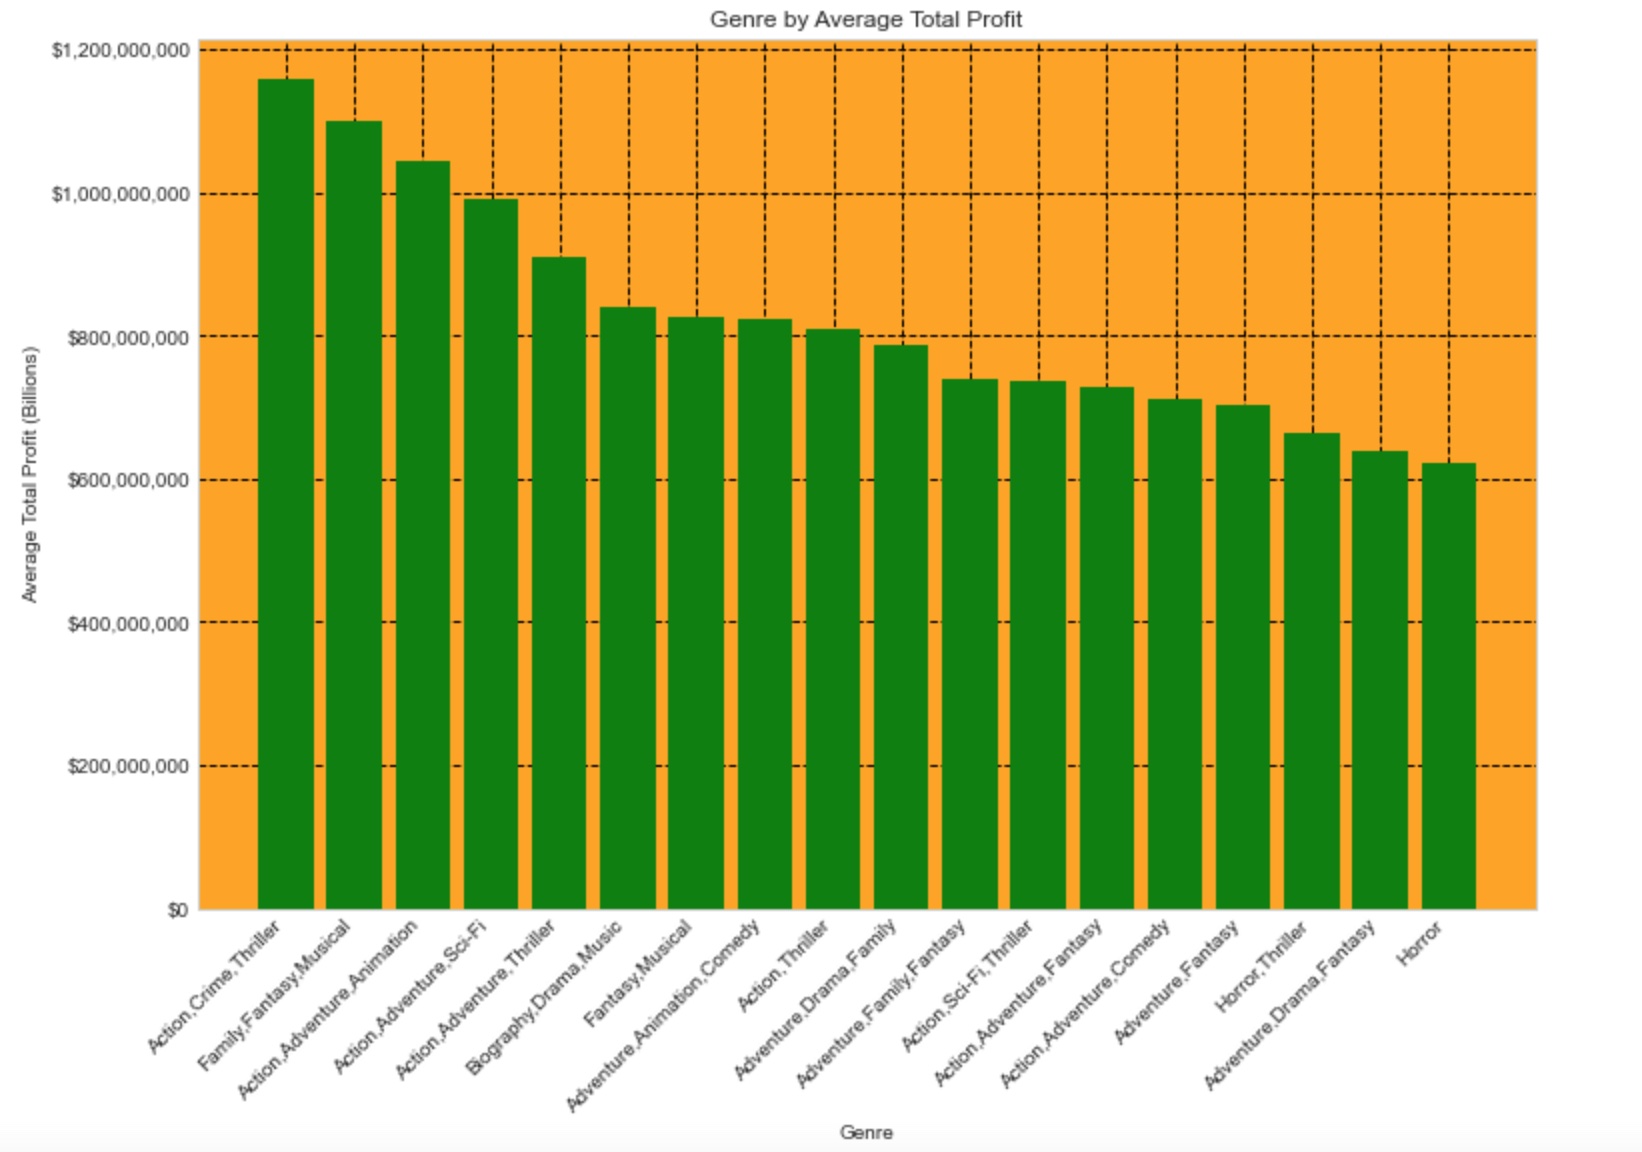 Genre by Average Total Profit
$1,200,000,000
$1,000,000,000
$800,000,000
$600,000,000
$400,000,000
$200,000,000
$0
Average Total Profit (Billions)
Action,Crime,Thriller
Family,Fantasy,Musical
Action,Adventure,Animation
Action,Adventure,Sci-Fi
Action,Adventure,Thriller
Biography,Drama,Music
Fantasy,Musical
Adventure,Animation,Comedy
Action,Thriller
Adventure,Drama,Family
Adventure,Family,Fantasy
Action,Sci-Fi,Thriller
Action,Adventure,Fantasy
Action,Adventure,Comedy
Adventure,Fantasy
Horror,Thriller
Adventure,Drama,Fantasy
Horror
Genre